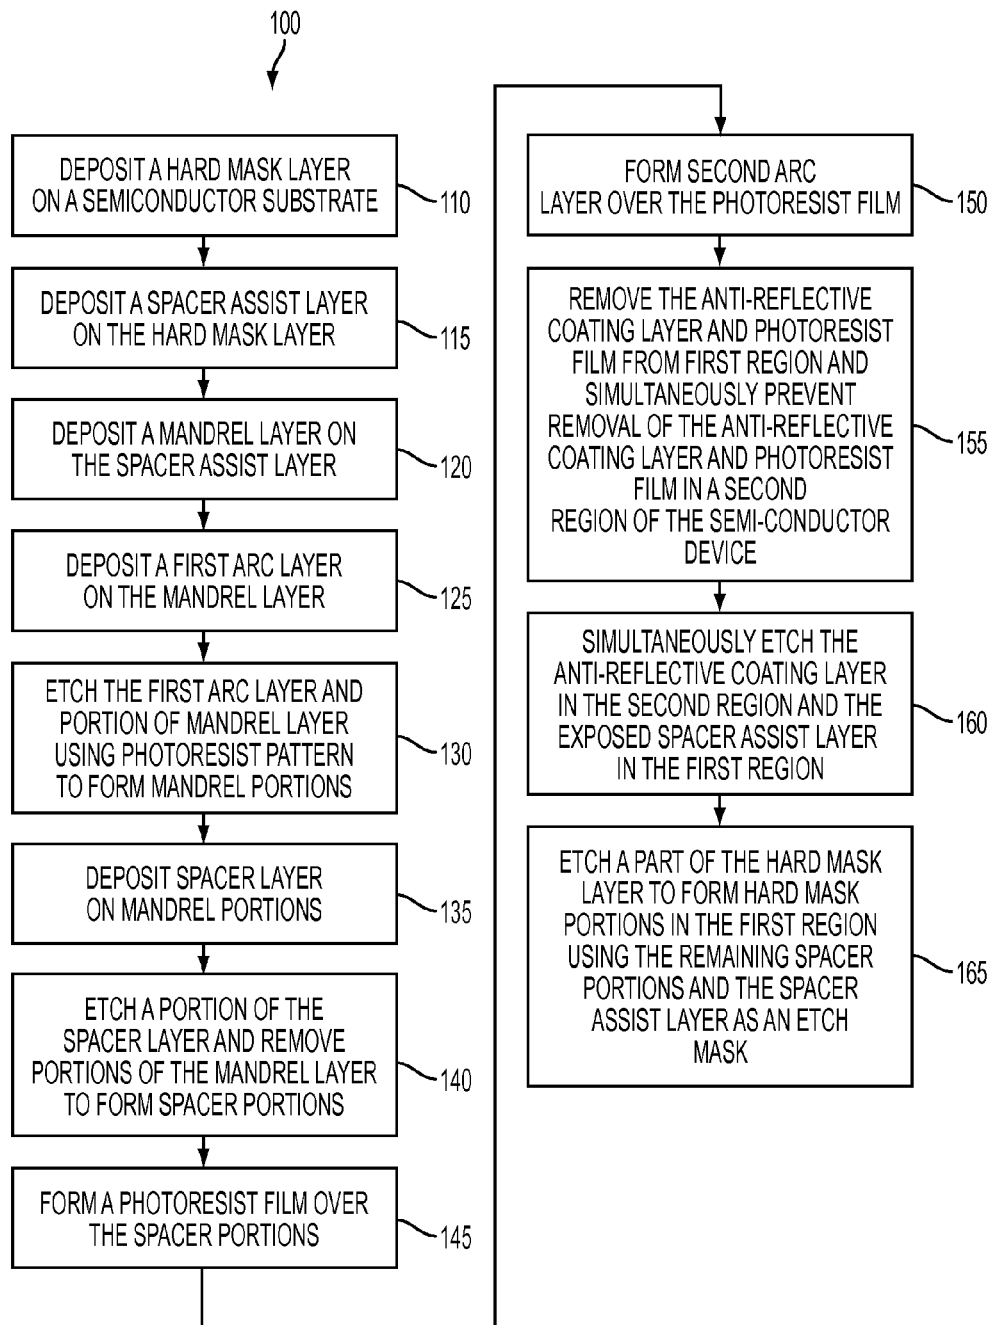 100
DEPOSIT A HARD MASK LAYER
ON A SEMICONDUCTOR SUBSTRATE
110
DEPOSIT A SPACER ASSIST LAYER
ON THE HARD MASK LAYER
115
DEPOSIT A MANDREL LAYER ON
THE SPACER ASSIST LAYER
120
DEPOSIT A FIRST ARC LAYER
ON THE MANDREL LAYER
125
ETCH THE FIRST ARC LAYER AND
PORTION OF MANDREL LAYER
USING PHOTORESIST PATTERN
TO FORM MANDREL PORTIONS
130
DEPOSIT SPACER LAYER
ON MANDREL PORTIONS
135
ETCH A PORTION OF THE
SPACER LAYER AND REMOVE
PORTIONS OF THE MANDREL LAYER
TO FORM SPACER PORTIONS
140
FORM A PHOTORESIST FILM OVER
THE SPACER PORTIONS
145
FORM SECOND ARC
LAYER OVER THE PHOTORESIST FILM
150
REMOVE THE ANTI-REFLECTIVE
COATING LAYER AND PHOTORESIST
FILM FROM FIRST REGION AND
SIMULTANEOUSLY PREVENT
REMOVAL OF THE ANTI-REFLECTIVE
COATING LAYER AND PHOTORESIST
FILM IN A SECOND
REGION OF THE SEMI-CONDUCTOR
DEVICE
155
SIMULTANEOUSLY ETCH THE
ANTI-REFLECTIVE COATING LAYER
IN THE SECOND REGION AND THE
EXPOSED SPACER ASSIST LAYER
IN THE FIRST REGION
160
ETCH A PART OF THE HARD MASK
LAYER TO FORM HARD MASK
PORTIONS IN THE FIRST REGION
USING THE REMAINING SPACER
PORTIONS AND THE SPACER
ASSIST LAYER AS AN ETCH
MASK
165